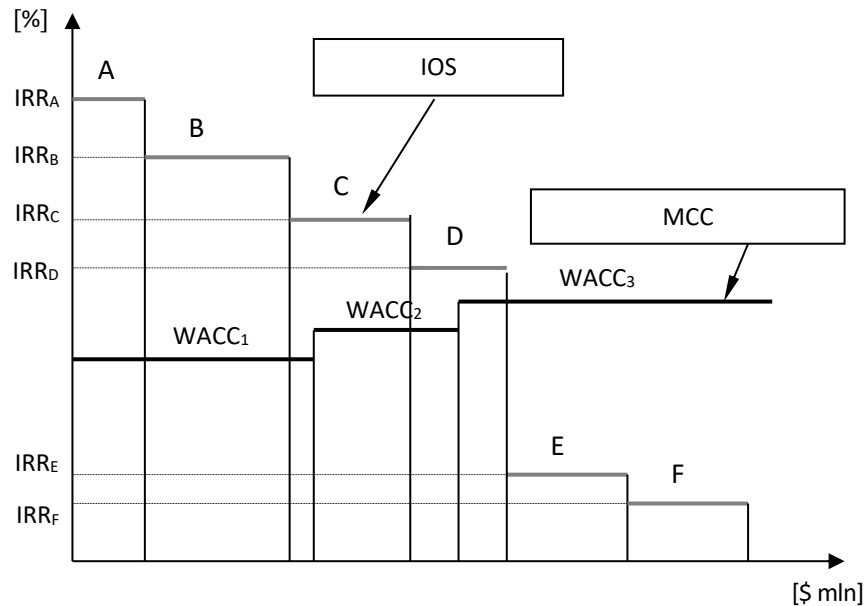 [%]
A
IOS
IRRA
B
IRRB
C
IRRC
MCC
D
IRRD
WACC3
WACC2
WACC1
E
IRRE
F
IRRF
[$ mln]